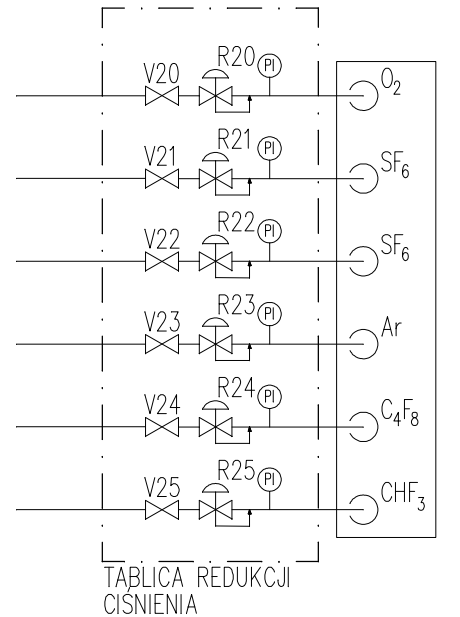 V20 R20 PI O₂
V21 R21 PI SF₆
V22 R22 PI SF₆
V23 R23 PI Ar
V24 R24 PI C₄F₈
V25 R25 PI CHF₃
TABLICA REDUKCJI
CIŚNIENIA